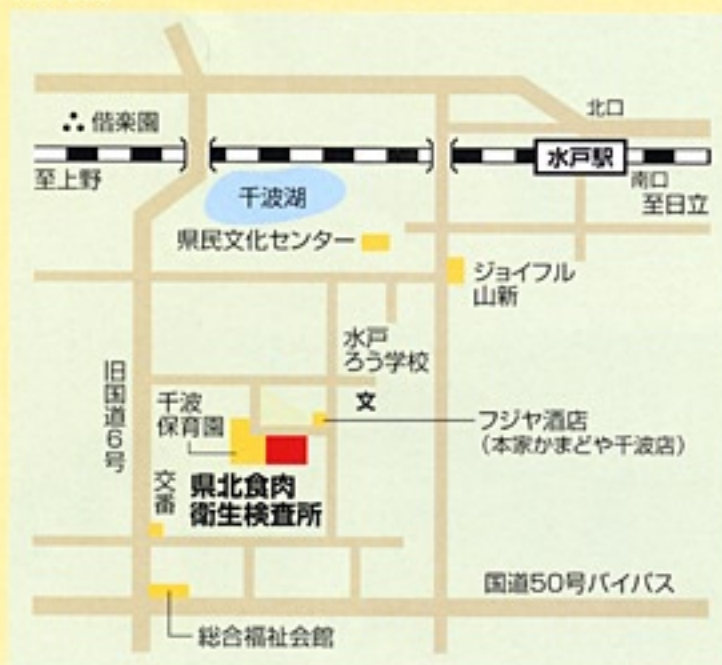 北口
偕楽園
水戸駅
至上野
南口
至日立
千波湖
県民文化センター
ジョイフル
山新
水戸
ろう学校
旧国道6号
千波
保育園
文
フジヤ酒店
(本家かまどや千波店)
交番
県北食肉
衛生検査所
国道50号バイパス
総合福祉会館